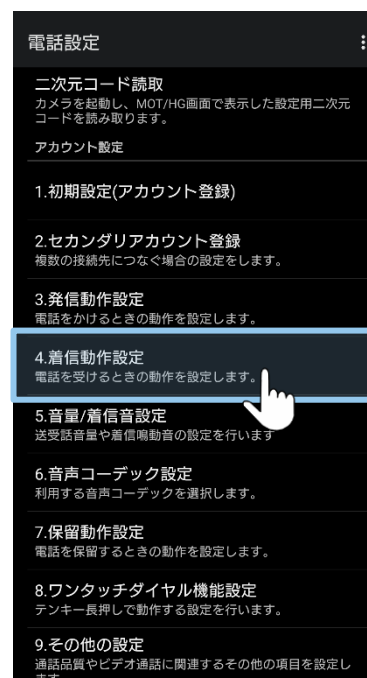 電話設定
二次元コード読取
カメラを起動し、MOT/HG画面で表示した設定用二次元
コードを読み取ります。
アカウント設定
1.初期設定(アカウント登録)
2.セカンダリアカウント登録
複数の接続先につなぐ場合の設定をします。
3.発信動作設定
電話をかけるときの動作を設定します。
4.着信動作設定
電話を受けるときの動作を設定します。
5.音量/着信音設定
送受話音量や着信鳴動音の設定を行います
6.音声コーデック設定
利用する音声コーデックを選択します。
7.保留動作設定
電話を保留するときの動作を設定します。
8.ワンタッチダイヤル機能設定
テンキー長押しで動作する設定を行います。
9.その他の設定
通話品質やビデオ通話に関連するその他の項目を設定し
ます。